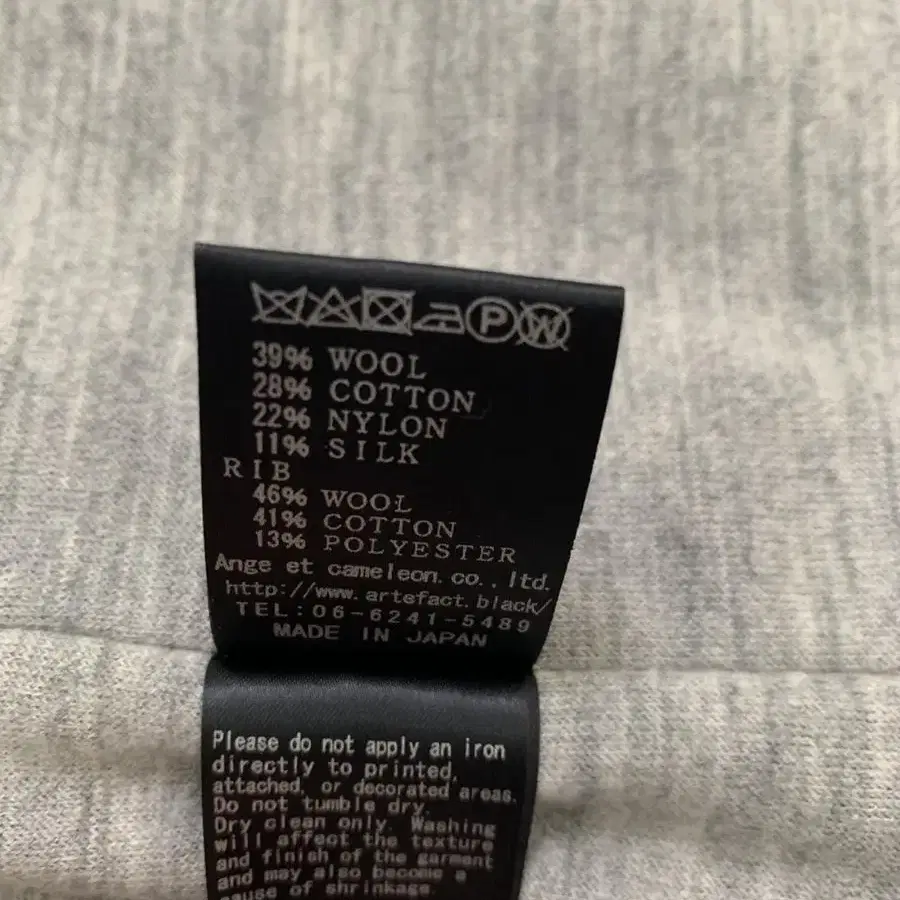 P W
39% WOOL
28% COTTON
22% NYLON
11% SILK
RIB
46% WOOL
41% COTTON
13% POLYESTER
Ange et cameleon.co.,ltd.
http://www.artefact.black/
TEL:06-6241-5489
MADE IN JAPAN
Please do not apply an iron
directly to printed,
attached, or decorated areas.
Do not tumble dry.
Dry clean only. Washing
will affect the texture
and finish of the garment
and may also become a
cause of shrinkage.